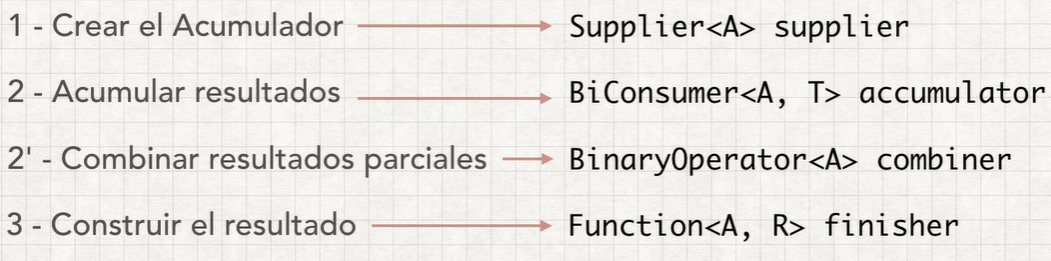 1 - Crear el Acumulador Supplier<A> supplier
2 - Acumular resultados BiConsumer<A, T> accumulator
2' - Combinar resultados parciales BinaryOperator<A> combiner
3 - Construir el resultado Function<A, R> finisher